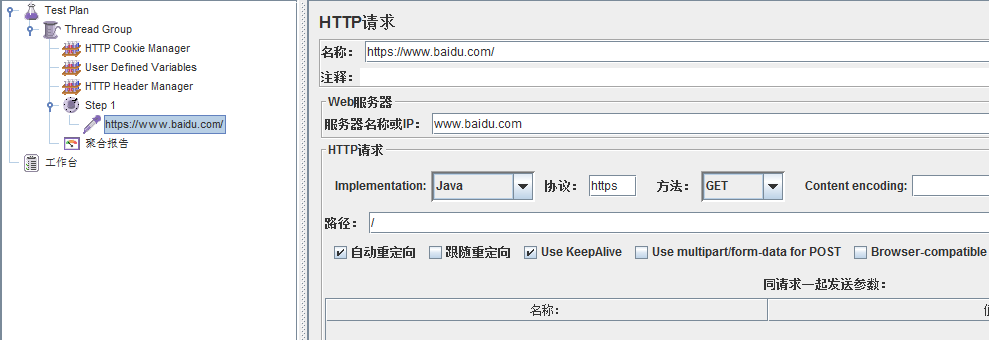 Test Plan
Thread Group
HTTP Cookie Manager
User Defined Variables
HTTP Header Manager
Step 1
https://www.baidu.com/
聚合报告
工作台
HTTP请求
名称： https://www.baidu.com/
注释：
Web服务器
服务器名称或IP： www.baidu.com
HTTP请求
Implementation: Java 协议： https 方法： GET Content encoding:
路径： /
自动重定向 跟随重定向 Use KeepAlive Use multipart/form-data for POST Browser-compatible
同请求一起发送参数：
名称：